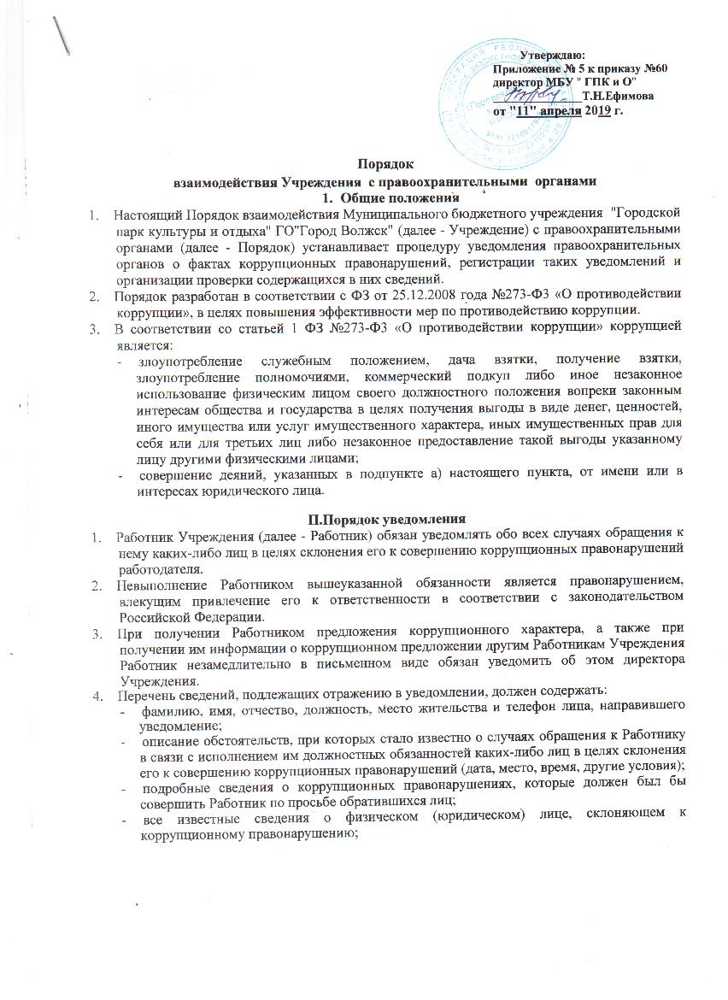 Утверждаю:
Приложение № 5 к приказу №60
директор МБУ " ГПК и О"
______________Т.Н.Ефимова
от "11" апреля 2019 г.
Порядок
взаимодействия Учреждения с правоохранительными органами
1. Общие положения
1. Настоящий Порядок взаимодействия Муниципального бюджетного учреждения "Городской
парк культуры и отдыха" ГО"Город Волжск" (далее - Учреждение) с правоохранительными
органами (далее - Порядок) устанавливает процедуру уведомления правоохранительных
органов о фактах коррупционных правонарушений, регистрации таких уведомлений и
организации проверки содержащихся в них сведений.
2. Порядок разработан в соответствии с ФЗ от 25.12.2008 года №273-ФЗ «О противодействии
коррупции», в целях повышения эффективности мер по противодействию коррупции.
3. В соответствии со статьей 1 ФЗ №273-ФЗ «О противодействии коррупции» коррупцией
является:
- злоупотребление служебным положением, дача взятки, получение взятки,
злоупотребление полномочиями, коммерческий подкуп либо иное незаконное
использование физическим лицом своего должностного положения вопреки законным
интересам общества и государства в целях получения выгоды в виде денег, ценностей,
иного имущества или услуг имущественного характера, иных имущественных прав для
себя или для третьих лиц либо незаконное предоставление такой выгоды указанному
лицу другими физическими лицами;
- совершение деяний, указанных в подпункте а) настоящего пункта, от имени или в
интересах юридического лица.
П.Порядок уведомления
1. Работник Учреждения (далее - Работник) обязан уведомлять обо всех случаях обращения к
нему каких-либо лиц в целях склонения его к совершению коррупционных правонарушений
работодателя.
2. Невыполнение Работником вышеуказанной обязанности является правонарушением,
влекущим привлечение его к ответственности в соответствии с законодательством
Российской Федерации.
3. При получении Работником предложения коррупционного характера, а также при
получении им информации о коррупционном предложении другим Работникам Учреждения
Работник незамедлительно в письменном виде обязан уведомить об этом директора
Учреждения.
4. Перечень сведений, подлежащих отражению в уведомлении, должен содержать:
- фамилию, имя, отчество, должность, место жительства и телефон лица, направившего
уведомление;
- описание обстоятельств, при которых стало известно о случаях обращения к Работнику
в связи с исполнением им должностных обязанностей каких-либо лиц в целях склонения
его к совершению коррупционных правонарушений (дата, место, время, другие условия);
- подробные сведения о коррупционных правонарушениях, которые должен был бы
совершить Работник по просьбе обратившихся лиц;
- все известные сведения о физическом (юридическом) лице, склоняющем к
коррупционному правонарушению;